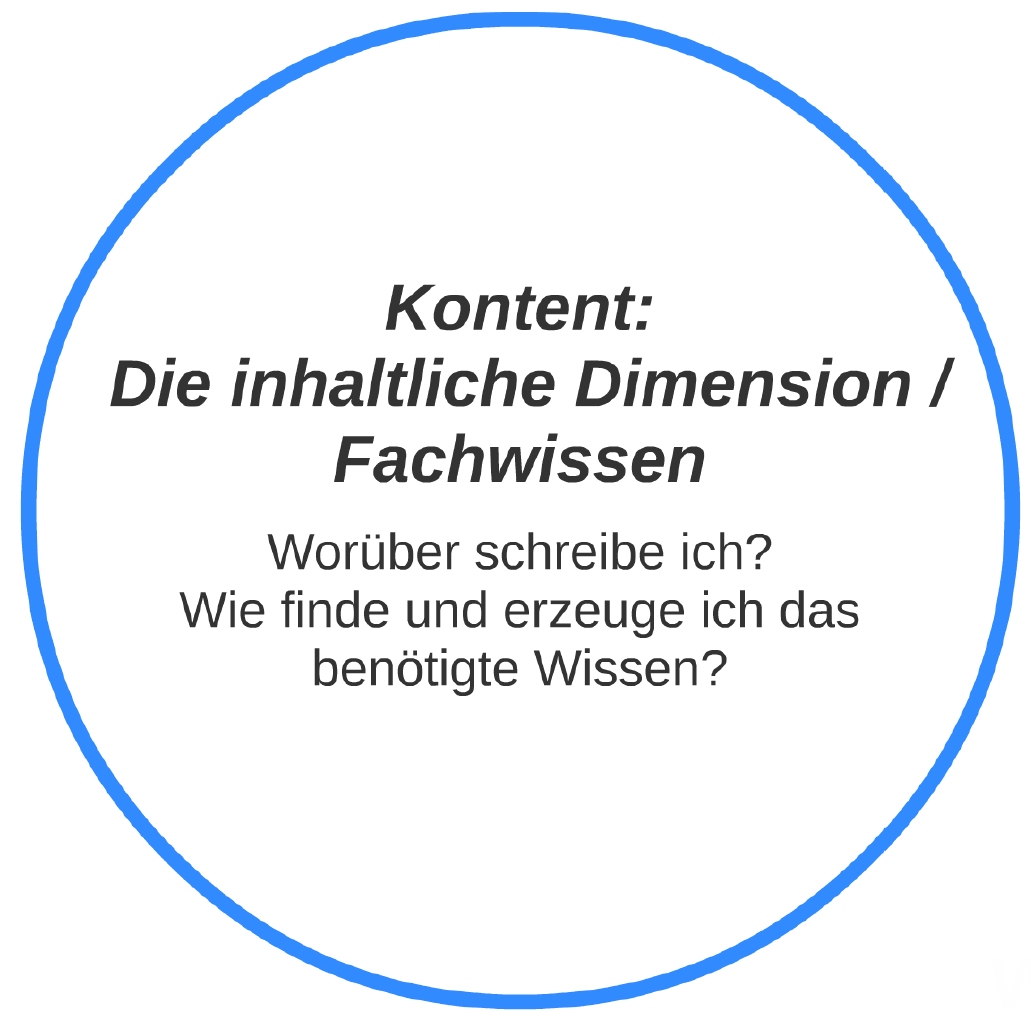 Kontent:
Die inhaltliche Dimension /
Fachwissen
Worüber schreibe ich?
Wie finde und erzeuge ich das
benötigte Wissen?